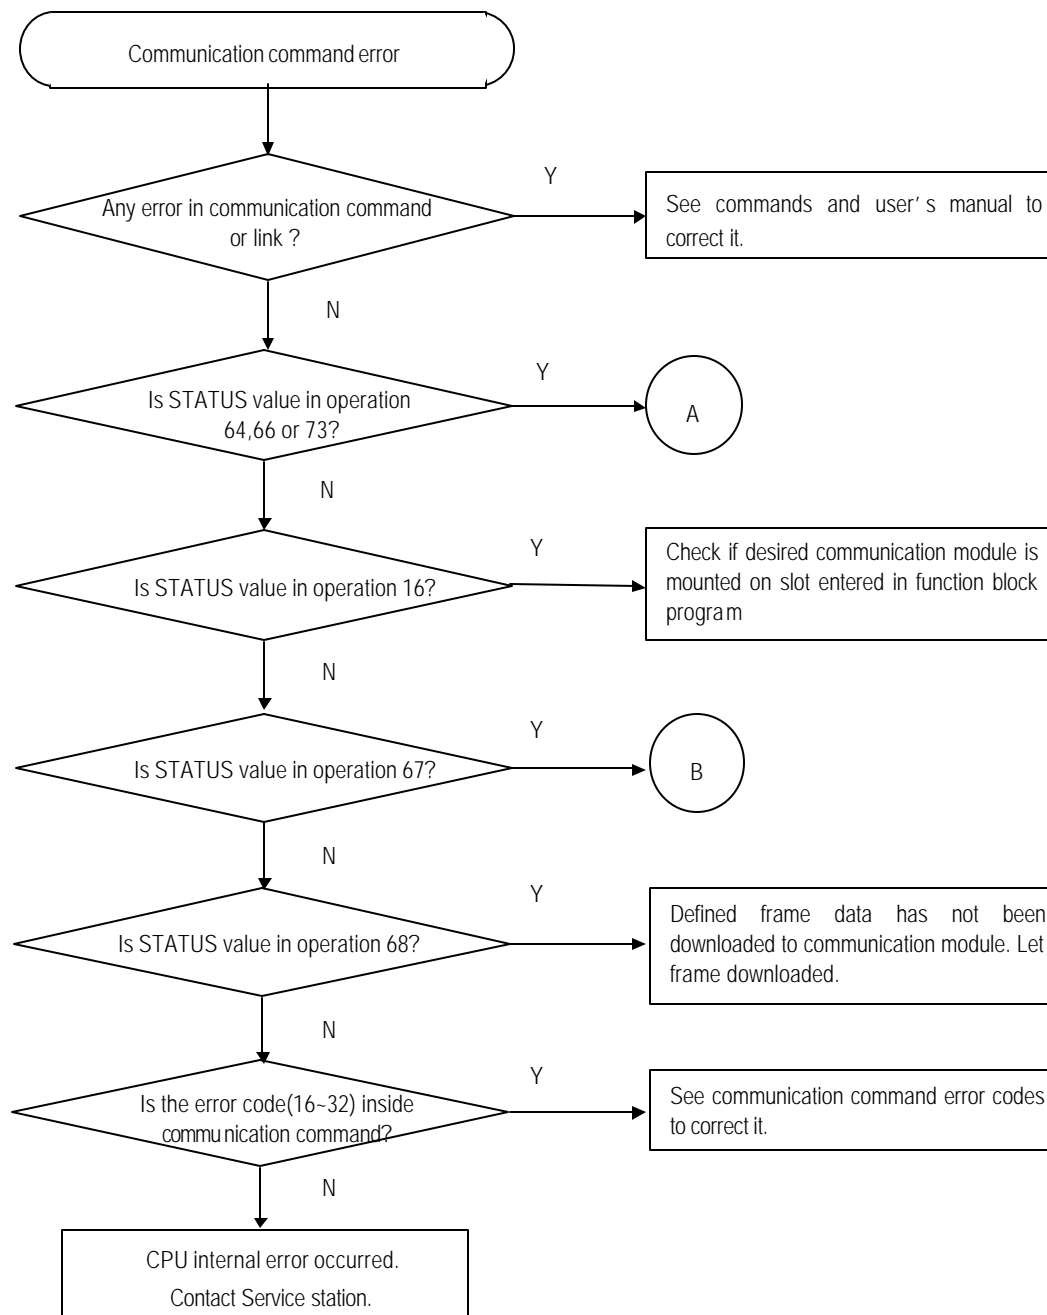 Communication command error
Y
Any error in communication command
or link ?
See commands and user's manual to
correct it.
N
Y
Is STATUS value in operation
64,66 or 73?
A
N
Y
Is STATUS value in operation 16?
Check if desired communication module is
mounted on slot entered in function block
program
N
Y
Is STATUS value in operation 67?
B
N
Y
Is STATUS value in operation 68?
Defined frame data has not been
downloaded to communication module. Let
frame downloaded.
N
Y
Is the error code(16~32) inside
communication command?
See communication command error codes
to correct it.
N
CPU internal error occurred.
Contact Service station.